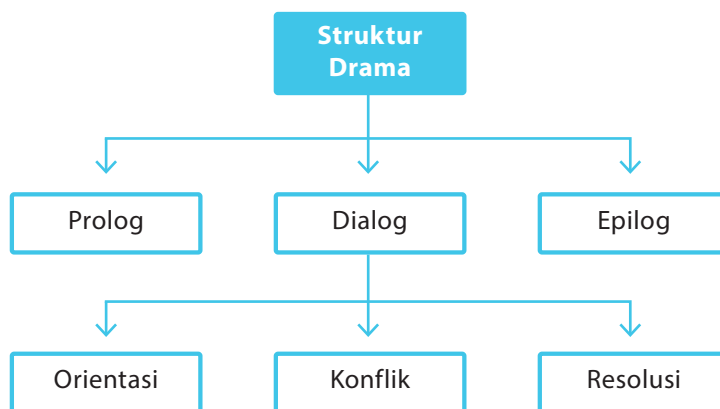 Struktur
Drama
Prolog
Dialog
Epilog
Orientasi
Konflik
Resolusi